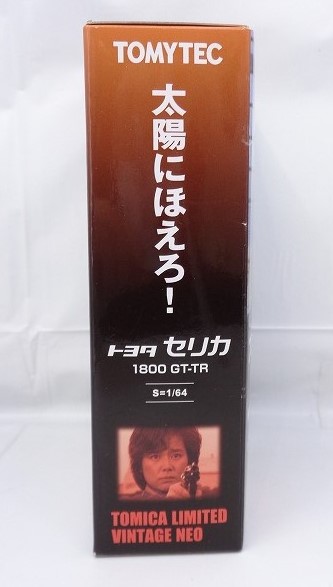 TOMYTEC
太陽にほえろ!
トヨタ セリカ
1800 GT-TR
S=1/64
TOMICA LIMITED
VINTAGE NEO